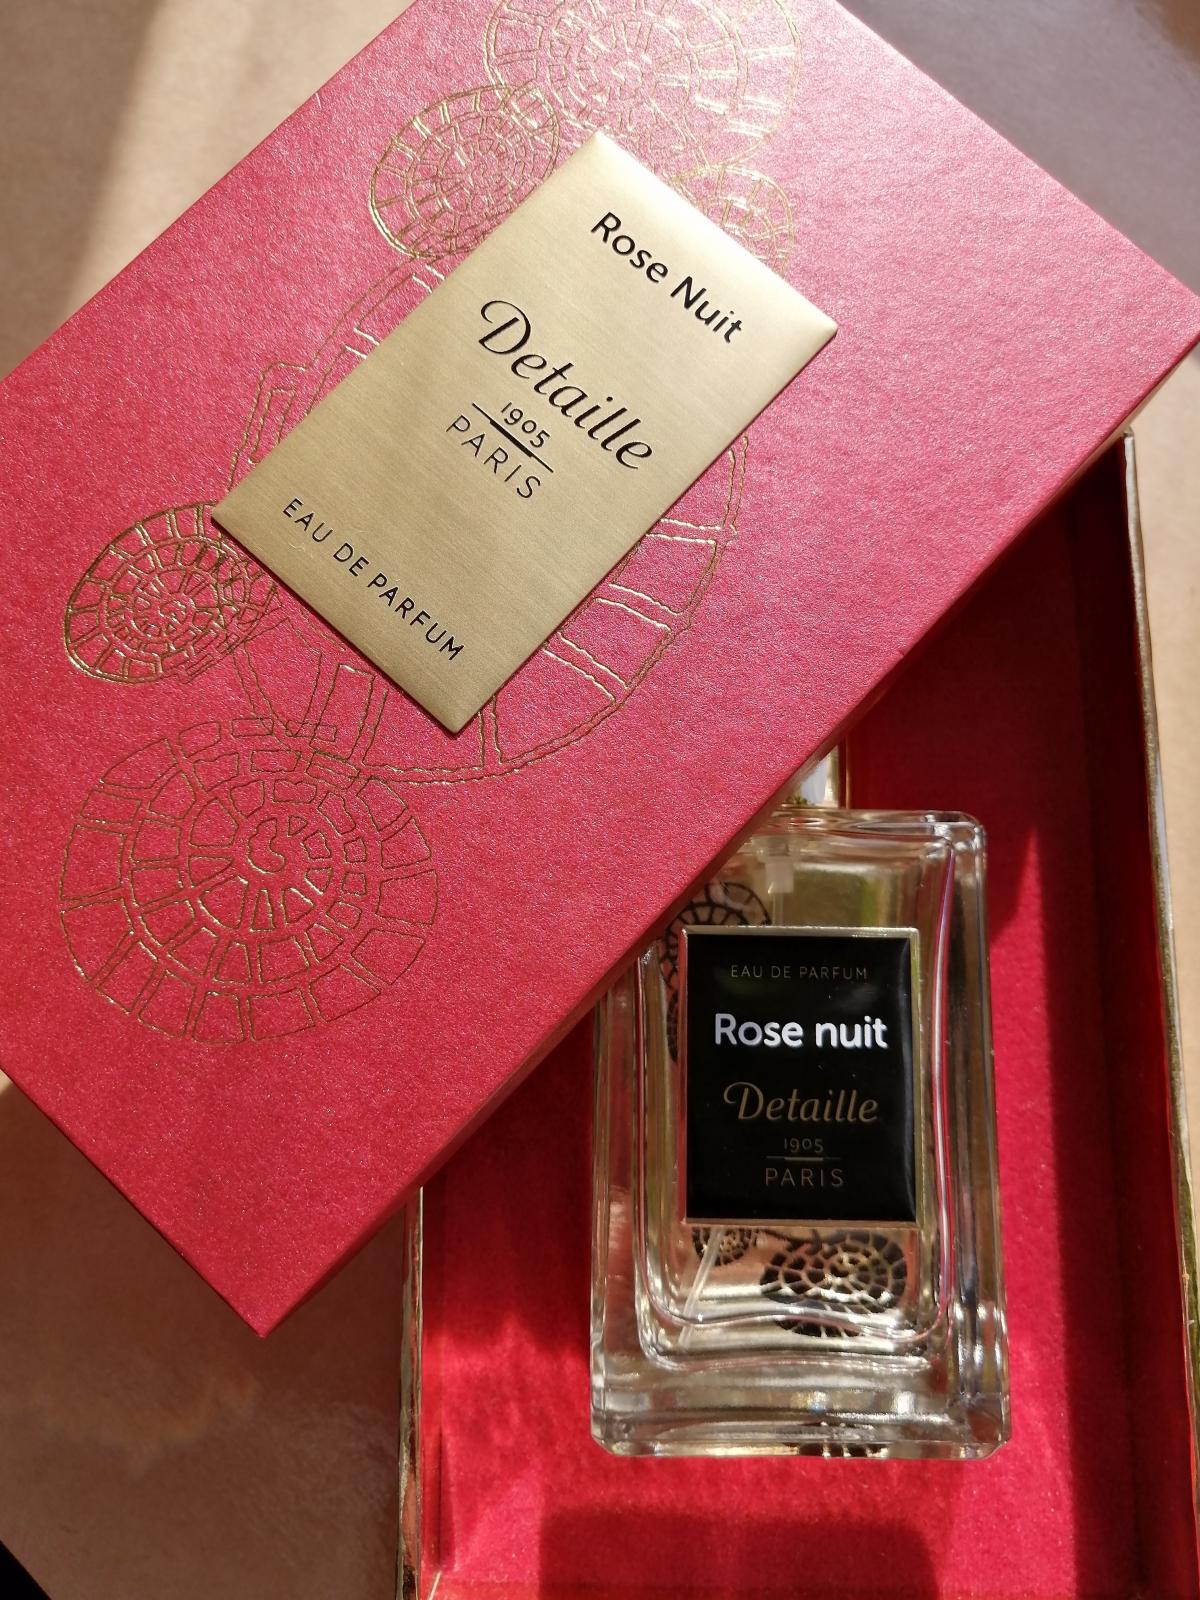 Rose Nuit
Detaille
1905
PARIS
EAU DE PARFUM
EAU DE PARFUM
Rose nuit
Detaille
1905
PARIS